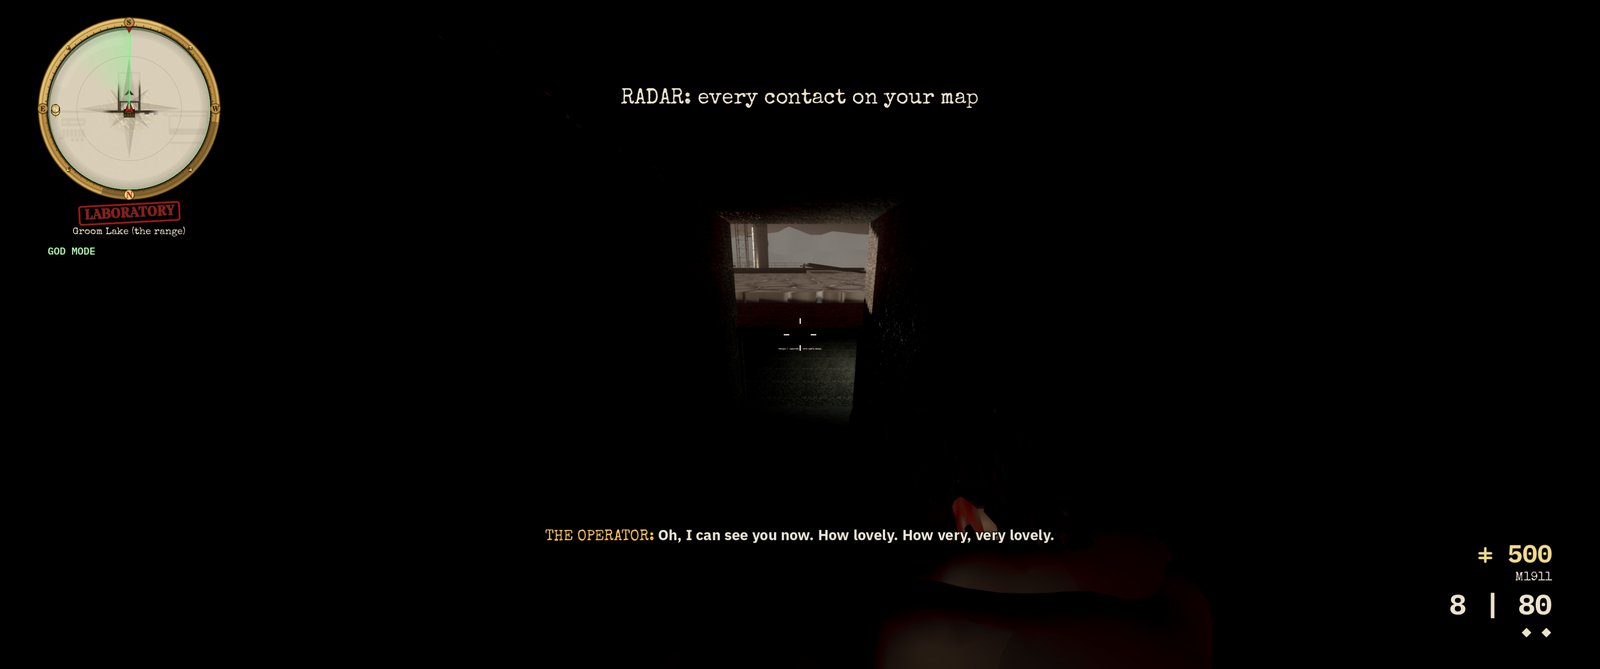 S
E
W
N
LABORATORY
Groom Lake (the range)
GOD MODE
RADAR: every contact on your map
THE OPERATOR: Oh, I can see you now. How lovely. How very, very lovely.
500
M1911
8 | 80